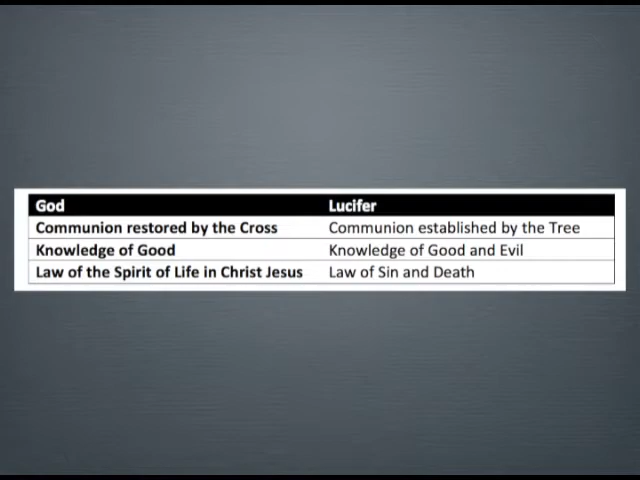 God Lucifer
Communion restored by the Cross Communion established by the Tree
Knowledge of Good Knowledge of Good and Evil
Law of the Spirit of Life in Christ Jesus Law of Sin and Death